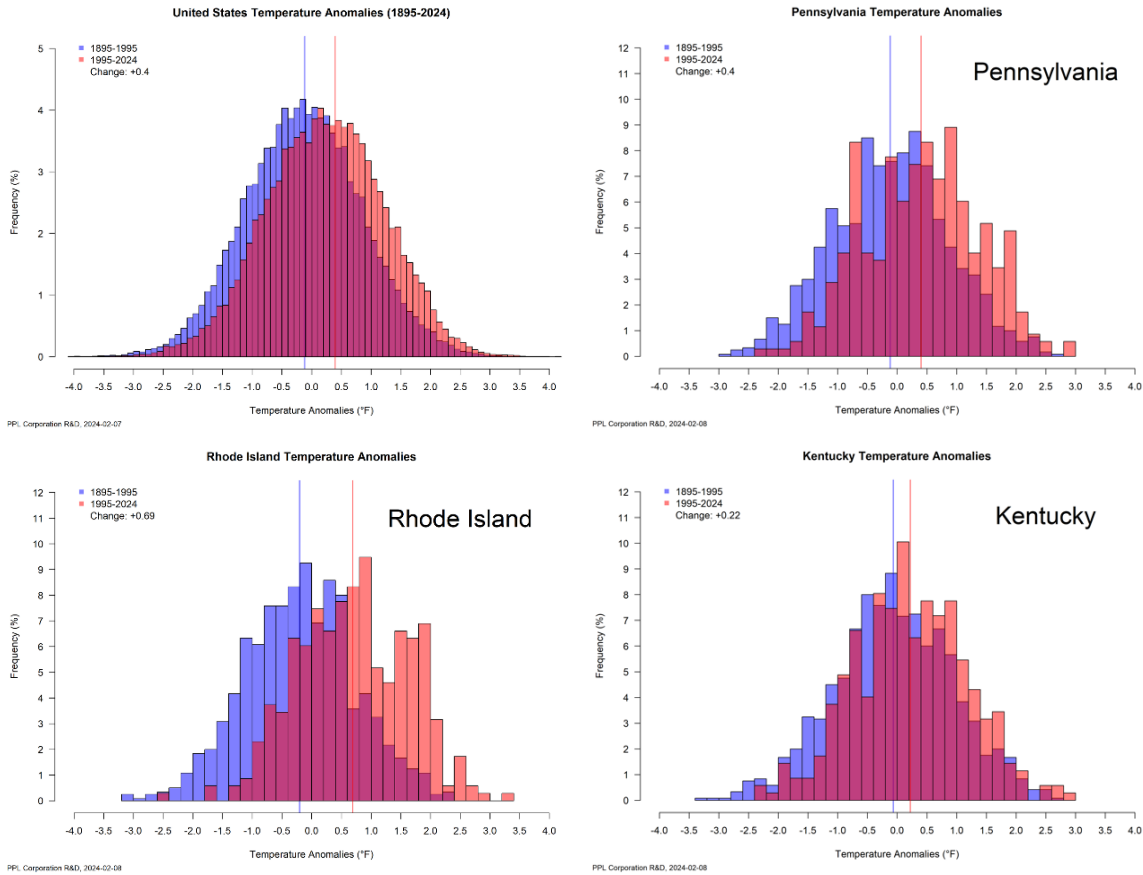 United States Temperature Anomalies (1895-2024)
1895-1995
1995-2024
Change: +0.4
Frequency (%)
5
4
3
2
1
0
-4.0 -3.5 -3.0 -2.5 -2.0 -1.5 -1.0 -0.5 0.0 0.5 1.0 1.5 2.0 2.5 3.0 3.5 4.0
Temperature Anomalies (°F)
PPL Corporation R&D, 2024-02-07
Pennsylvania Temperature Anomalies
1895-1995
1995-2024
Change: +0.4
Pennsylvania
Frequency (%)
12
11
10
9
8
7
6
5
4
3
2
1
0
-4.0 -3.5 -3.0 -2.5 -2.0 -1.5 -1.0 -0.5 0.0 0.5 1.0 1.5 2.0 2.5 3.0 3.5 4.0
Temperature Anomalies (°F)
PPL Corporation R&D, 2024-02-08
Rhode Island Temperature Anomalies
1895-1995
1995-2024
Change: +0.69
Rhode Island
Frequency (%)
12
11
10
9
8
7
6
5
4
3
2
1
0
-4.0 -3.5 -3.0 -2.5 -2.0 -1.5 -1.0 -0.5 0.0 0.5 1.0 1.5 2.0 2.5 3.0 3.5 4.0
Temperature Anomalies (°F)
PPL Corporation R&D, 2024-02-08
Kentucky Temperature Anomalies
1895-1995
1995-2024
Change: +0.22
Kentucky
Frequency (%)
12
11
10
9
8
7
6
5
4
3
2
1
0
-4.0 -3.5 -3.0 -2.5 -2.0 -1.5 -1.0 -0.5 0.0 0.5 1.0 1.5 2.0 2.5 3.0 3.5 4.0
Temperature Anomalies (°F)
PPL Corporation R&D, 2024-02-08